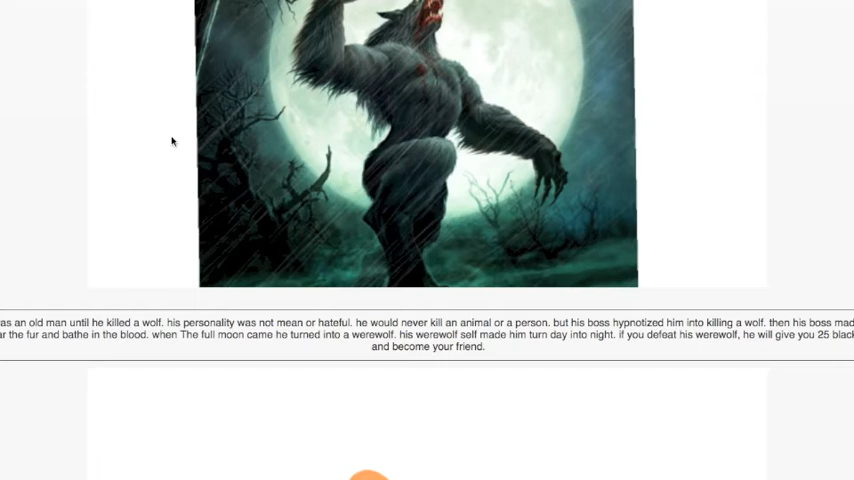 as an old man until he killed a wolf. his personality was not mean or hateful. he would never kill an animal or a person. but his boss hypnotized him into killing a wolf. then his boss mad
ar the fur and bathe in the blood. when The full moon came he turned into a werewolf. his werewolf self made him turn day into night. if you defeat his werewolf, he will give you 25 black
and become your friend.